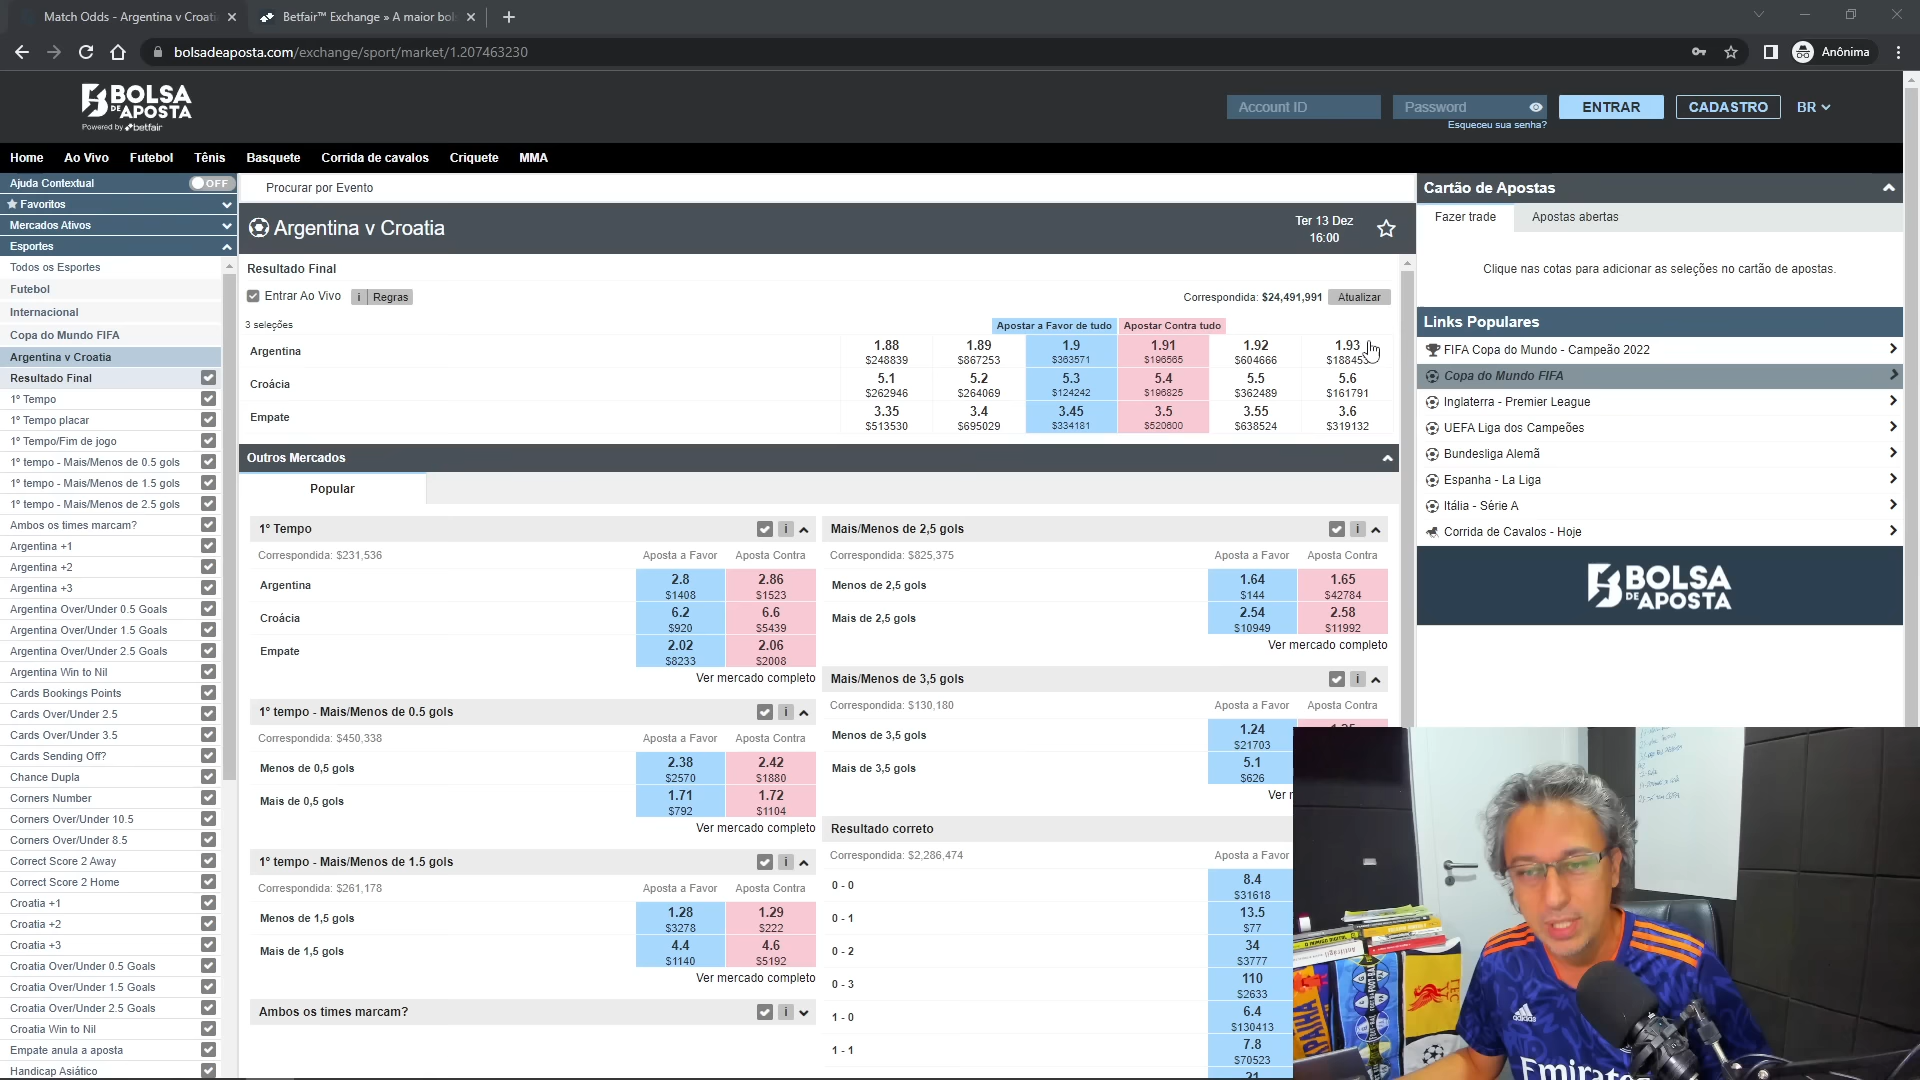 Match Odds - Argentina v Croati
Betfair™ Exchange » A maior bol
bolsadeaposta.com/exchange/sport/market/1.207463230
Anônima
BOLSA DE APOSTA
Powered by betfair
Account ID
Password
ENTRAR
CADASTRO
BR
Esqueceu sua senha?
Home Ao Vivo Futebol Tênis Basquete Corrida de cavalos Criquete MMA
Ajuda Contextual OFF
Favoritos
Mercados Ativos
Esportes
Todos os Esportes
Futebol
Internacional
Copa do Mundo FIFA
Argentina v Croatia
Resultado Final
1º Tempo
1º Tempo placar
1º Tempo/Fim de jogo
1º tempo - Mais/Menos de 0.5 gols
1º tempo - Mais/Menos de 1.5 gols
1º tempo - Mais/Menos de 2.5 gols
Ambos os times marcam?
Argentina +1
Argentina +2
Argentina +3
Argentina Over/Under 0.5 Goals
Argentina Over/Under 1.5 Goals
Argentina Over/Under 2.5 Goals
Argentina Win to Nil
Cards Bookings Points
Cards Over/Under 2.5
Cards Over/Under 3.5
Cards Sending Off?
Chance Dupla
Corners Number
Corners Over/Under 10.5
Corners Over/Under 8.5
Correct Score 2 Away
Correct Score 2 Home
Croatia +1
Croatia +2
Croatia +3
Croatia Over/Under 0.5 Goals
Croatia Over/Under 1.5 Goals
Croatia Over/Under 2.5 Goals
Croatia Win to Nil
Empate anula a aposta
Handicap Asiático
Procurar por Evento
Argentina v Croatia
Ter 13 Dez
16:00
Resultado Final
Entrar Ao Vivo i Regras
Correspondida: $24,491,991 Atualizar
3 seleções
Apostar a Favor de tudo Apostar Contra tudo
Argentina 1.88 1.89 1.9 1.91 1.92 1.93
$248839 $867253 $363571 $196565 $604666 $18845
Croácia 5.1 5.2 5.3 5.4 5.5 5.6
$262946 $264069 $124242 $196825 $362489 $161791
Empate 3.35 3.4 3.45 3.5 3.55 3.6
$513530 $695029 $334181 $520600 $638524 $319132
Outros Mercados
Popular
1º Tempo i
Correspondida: $231,536 Aposta a Favor Aposta Contra
Argentina 2.8 2.86
$1408 $1523
Croácia 6.2 6.6
$920 $5439
Empate 2.02 2.06
$8233 $2008
Ver mercado completo
1º tempo - Mais/Menos de 0.5 gols i
Correspondida: $450,338 Aposta a Favor Aposta Contra
Menos de 0,5 gols 2.38 2.42
$2570 $1880
Mais de 0,5 gols 1.71 1.72
$792 $1104
Ver mercado completo
1º tempo - Mais/Menos de 1.5 gols i
Correspondida: $261,178 Aposta a Favor Aposta Contra
Menos de 1,5 gols 1.28 1.29
$3278 $222
Mais de 1,5 gols 4.4 4.6
$1140 $5192
Ver mercado completo
Ambos os times marcam? i
Mais/Menos de 2,5 gols i
Correspondida: $825,375 Aposta a Favor Aposta Contra
Menos de 2,5 gols 1.64 1.65
$144 $42784
Mais de 2,5 gols 2.54 2.58
$10949 $11992
Ver mercado completo
Mais/Menos de 3,5 gols i
Correspondida: $130,180 Aposta a Favor Aposta Contra
Menos de 3,5 gols 1.24
$21703
Mais de 3,5 gols 5.1
$626
Ver
Resultado correto
Correspondida: $2,286,474 Aposta a Favor
0 - 0 8.4
$31618
0 - 1 13.5
$77
0 - 2 34
$3777
0 - 3 110
$2633
1 - 0 6.4
$130413
1 - 1 7.8
$70523
21
Cartão de Apostas
Fazer trade Apostas abertas
Clique nas cotas para adicionar as seleções no cartão de apostas.
Links Populares
FIFA Copa do Mundo - Campeão 2022
Copa do Mundo FIFA
Inglaterra - Premier League
UEFA Liga dos Campeões
Bundesliga Alemã
Espanha - La Liga
Itália - Série A
Corrida de Cavalos - Hoje
BOLSA DE APOSTA
adidas
Emirates